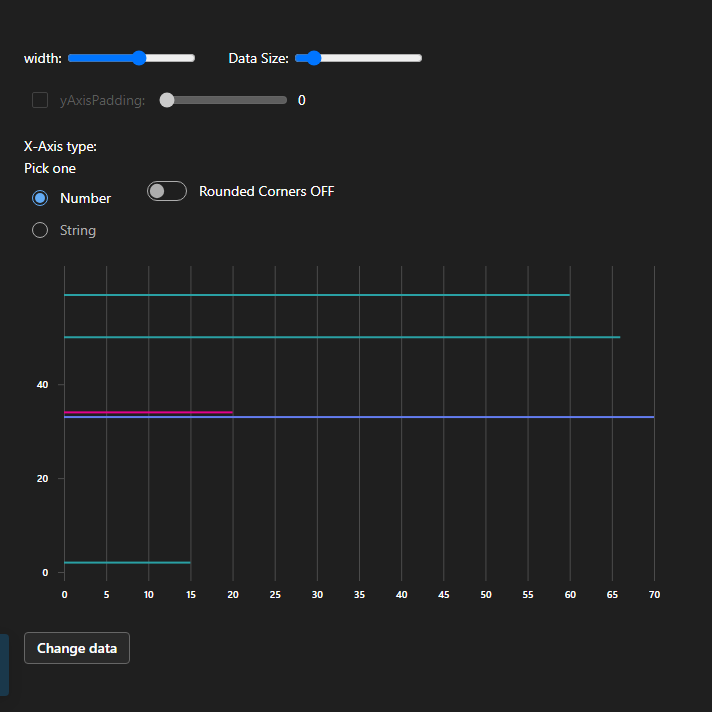 width: Data Size:
yAxisPadding: 0
X-Axis type:
Pick one
Number Rounded Corners OFF
String
40
20
0
0 5 10 15 20 25 30 35 40 45 50 55 60 65 70
Change data